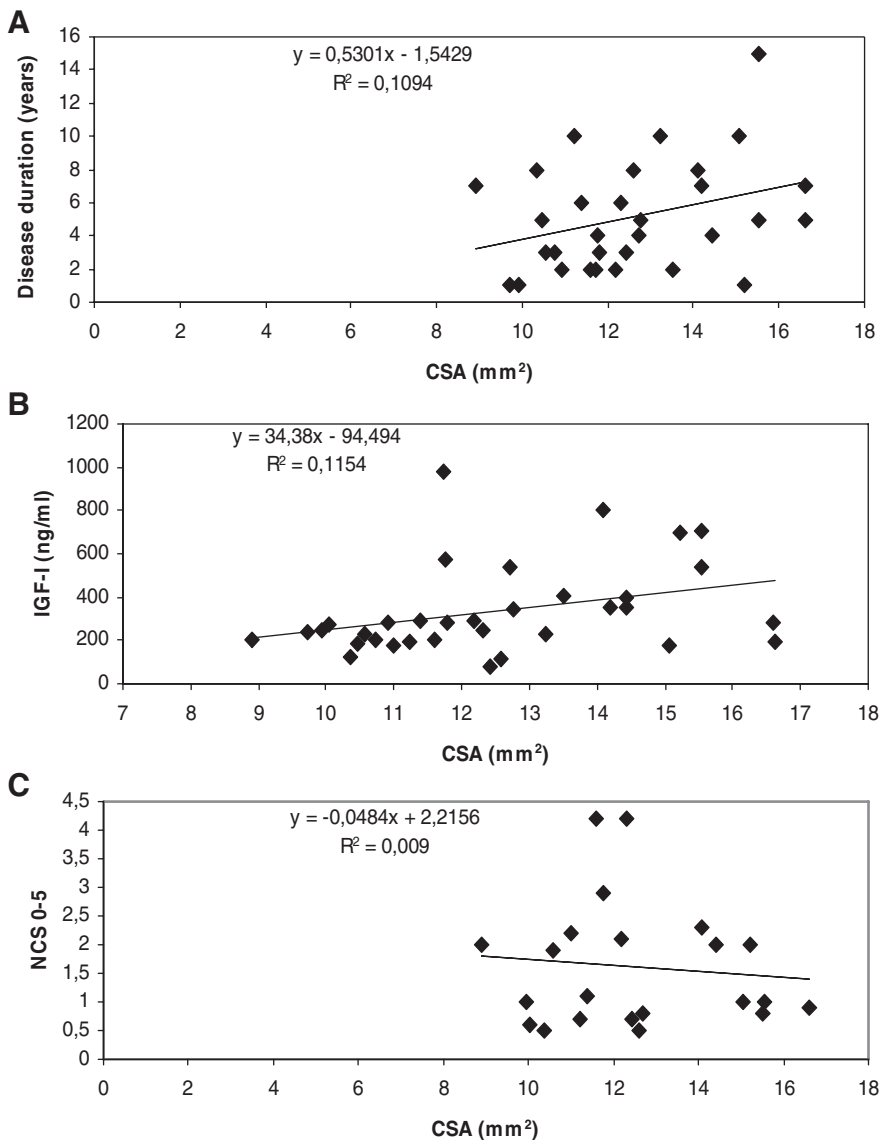 A
16
14
12
10
8
6
4
2
0
Disease duration (years)
y = 0,5301x - 1,5429
R² = 0,1094
0 2 4 6 8 10 12 14 16 18
CSA (mm²)
B
1200
1000
800
600
400
200
0
IGF-I (ng/ml)
y = 34,38x - 94,494
R² = 0,1154
7 8 9 10 11 12 13 14 15 16 17 18
CSA (mm²)
C
4,5
4
3,5
3
2,5
2
1,5
1
0,5
0
NCS 0-5
y = -0,0484x + 2,2156
R² = 0,009
0 2 4 6 8 10 12 14 16 18
CSA (mm²)